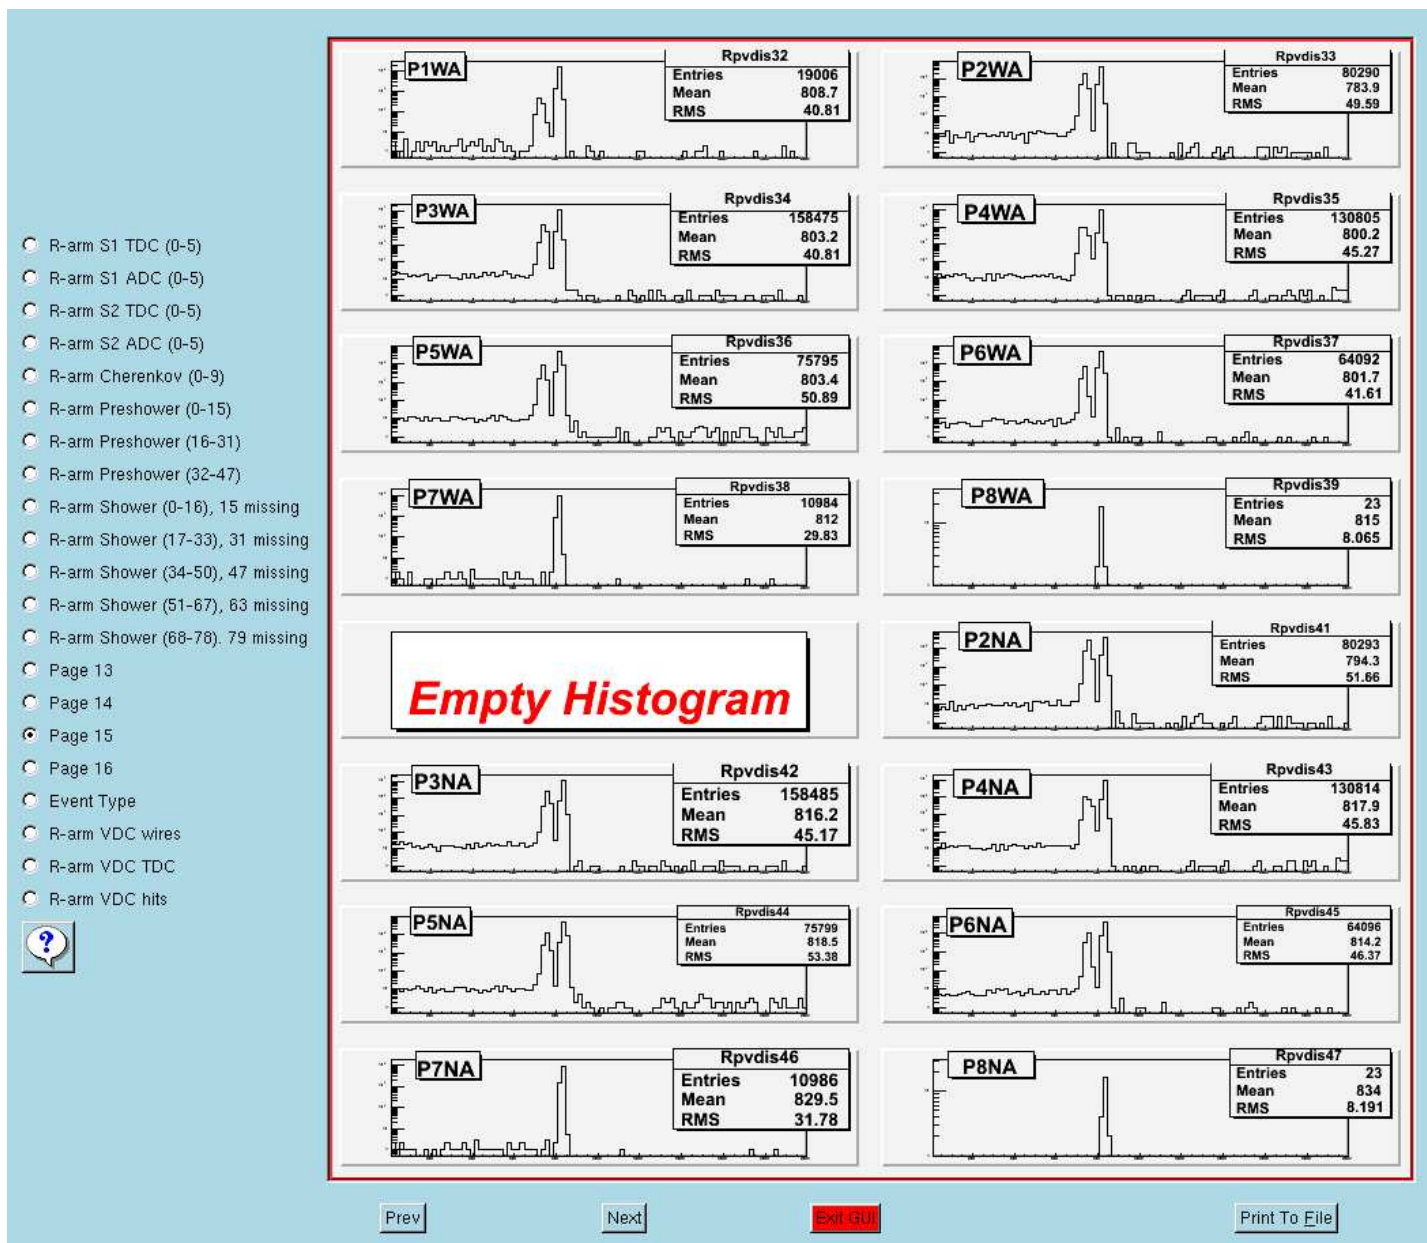 R-arm S1 TDC (0-5)
R-arm S1 ADC (0-5)
R-arm S2 TDC (0-5)
R-arm S2 ADC (0-5)
R-arm Cherenkov (0-9)
R-arm Preshower (0-15)
R-arm Preshower (16-31)
R-arm Preshower (32-47)
R-arm Shower (0-16), 15 missing
R-arm Shower (17-33), 31 missing
R-arm Shower (34-50), 47 missing
R-arm Shower (51-67), 63 missing
R-arm Shower (68-78). 79 missing
Page 13
Page 14
Page 15
Page 16
Event Type
R-arm VDC wires
R-arm VDC TDC
R-arm VDC hits
?
P1WA
Rpvdis32
Entries 19006
Mean 808.7
RMS 40.81
P2WA
Rpvdis33
Entries 80290
Mean 783.9
RMS 49.59
P3WA
Rpvdis34
Entries 158475
Mean 803.2
RMS 40.81
P4WA
Rpvdis35
Entries 130805
Mean 800.2
RMS 45.27
P5WA
Rpvdis36
Entries 75795
Mean 803.4
RMS 50.89
P6WA
Rpvdis37
Entries 64092
Mean 801.7
RMS 41.61
P7WA
Rpvdis38
Entries 10984
Mean 812
RMS 29.83
P8WA
Rpvdis39
Entries 23
Mean 815
RMS 8.065
Empty Histogram
P2NA
Rpvdis41
Entries 80293
Mean 794.3
RMS 51.66
P3NA
Rpvdis42
Entries 158485
Mean 816.2
RMS 45.17
P4NA
Rpvdis43
Entries 130814
Mean 817.9
RMS 45.83
P5NA
Rpvdis44
Entries 75799
Mean 818.5
RMS 53.38
P6NA
Rpvdis45
Entries 64096
Mean 814.2
RMS 46.37
P7NA
Rpvdis46
Entries 10986
Mean 829.5
RMS 31.78
P8NA
Rpvdis47
Entries 23
Mean 834
RMS 8.191
Prev
Next
Exit GUI
Print To File